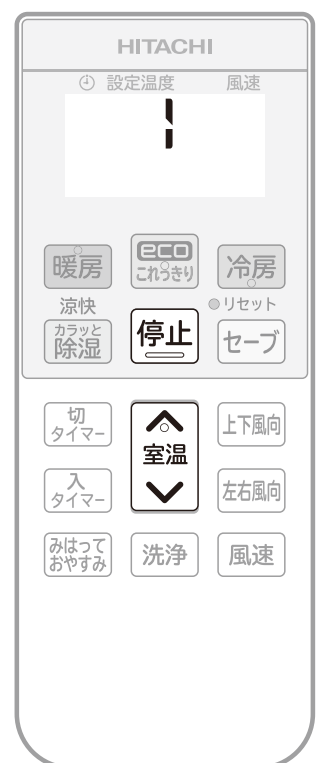 HITACHI
設定温度 風速
1
暖房
eco
これっきり
冷房
涼快
リセット
カラッと
除湿
停止
セーブ
切
タイマー
室温
上下風向
入
タイマー
左右風向
みはって
おやすみ
洗浄
風速